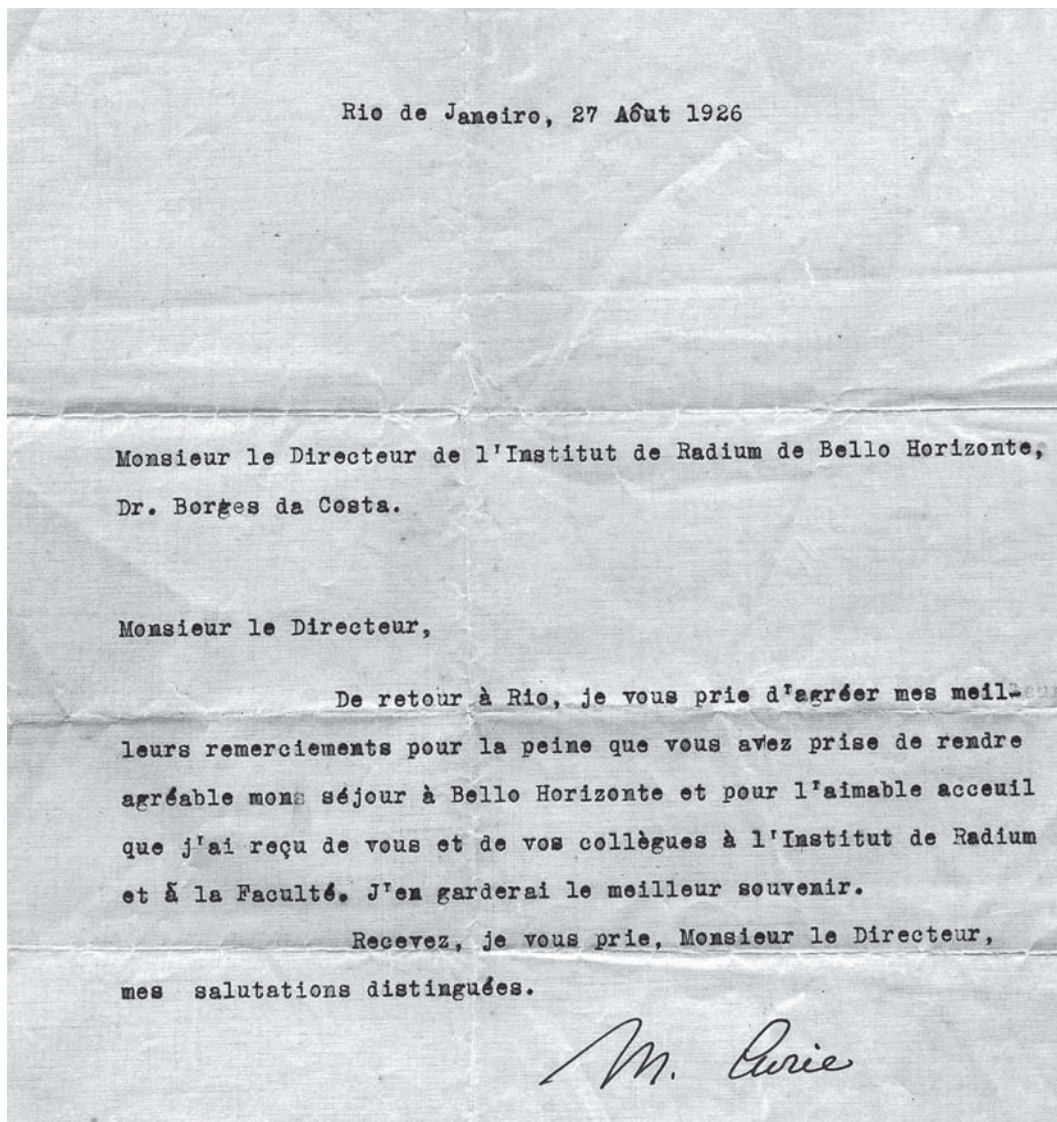 Rio de Janeiro, 27 Aôut 1926
Monsieur le Directeur de l'Institut de Radium de Bello Horizonte,
Dr. Borges da Costa.
Monsieur le Directeur,
De retour à Rio, je vous prie d'agréer mes meil-
leurs remerciements pour la peine que vous avez prise de rendre
agréable mon séjour à Bello Horizonte et pour l'aimable acceuil
que j'ai reçu de vous et de vos collègues à l'Institut de Radium
et à la Faculté. J'en garderai le meilleur souvenir.
Recevez, je vous prie, Monsieur le Directeur,
mes salutations distinguées.
M. Curie